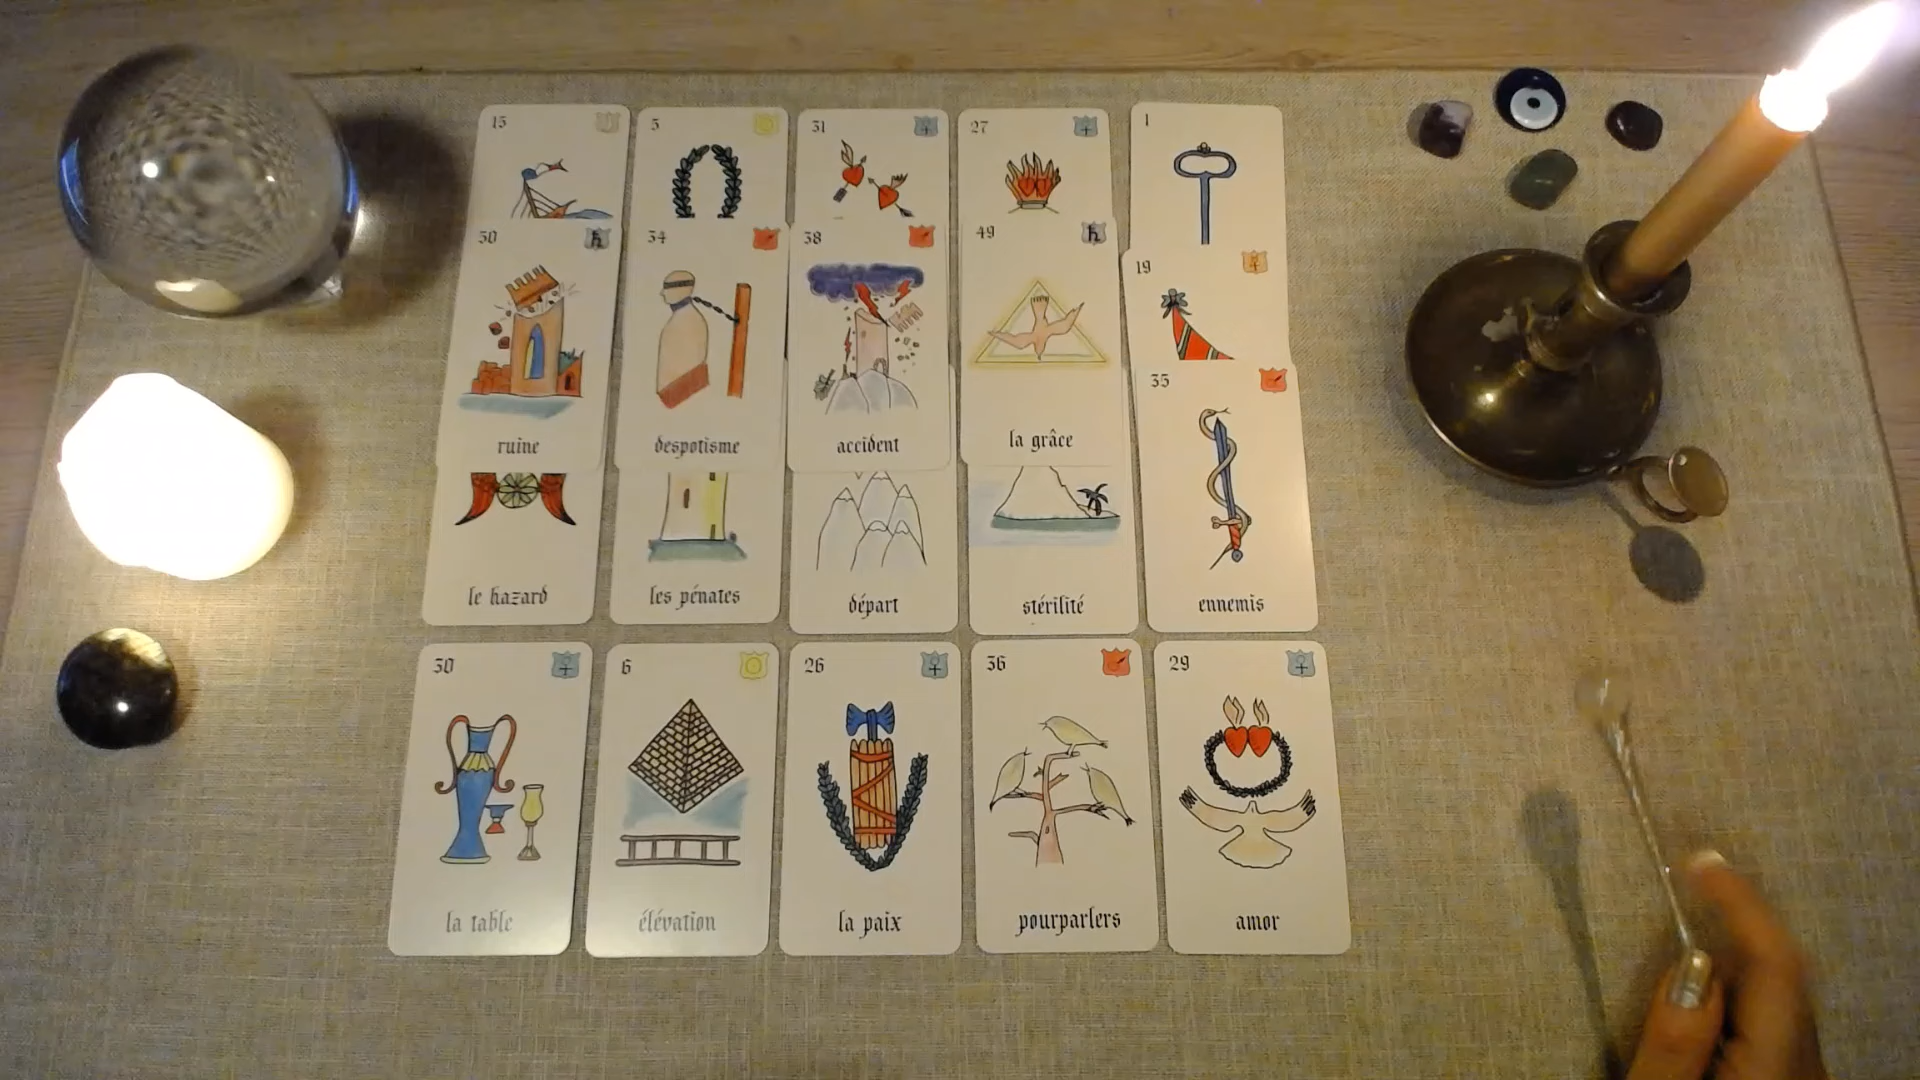 15
5
31
27
1
50
34
38
49
19
35
ruine
despotisme
accident
la grâce
le hazard
les pénates
départ
stérilité
ennemis
30
6
26
36
29
la table
élévation
la paix
pourparlers
amor